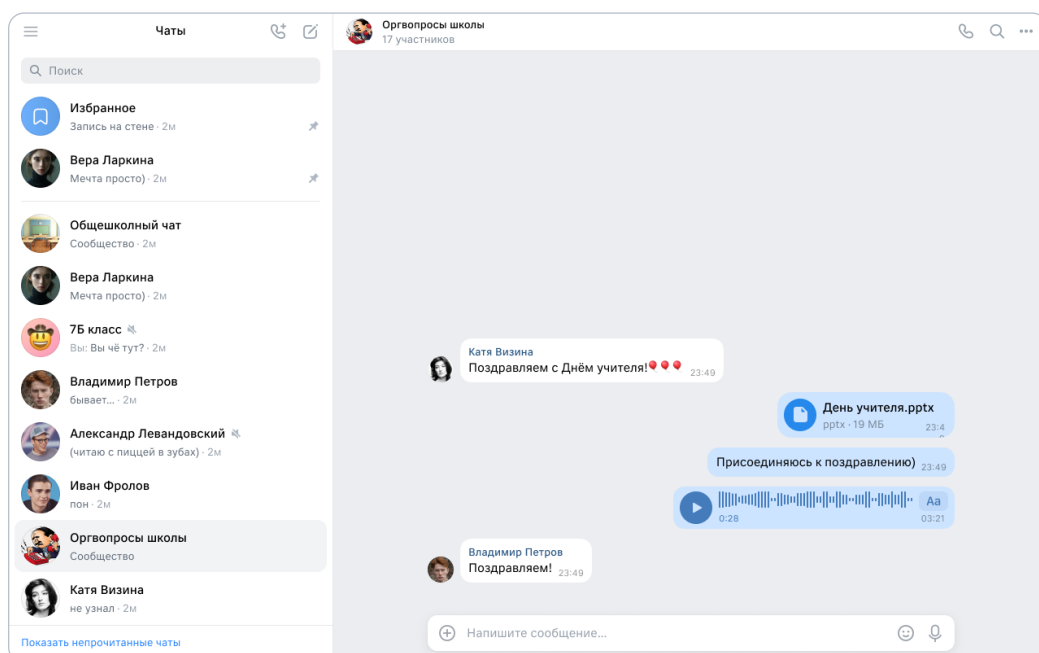 Чаты
Поиск
Избранное
Запись на стене · 2м
Вера Ларкина
Мечта просто) · 2м
Общешкольный чат
Сообщество · 2м
Вера Ларкина
Мечта просто) · 2м
7Б класс
Вы: Вы чё тут? · 2м
Владимир Петров
бывает... · 2м
Александр Левандовский
(читаю с пиццей в зубах) · 2м
Иван Фролов
пон · 2м
Оргвопросы школы
Сообщество
Катя Визина
не узнал · 2м
Показать непрочитанные чаты
Оргвопросы школы
17 участников
Катя Визина
Поздравляем с Днём учителя!🎈🎈🎈 23:49
День учителя.pptx
pptx · 19 МБ 23:4
Присоединяюсь к поздравлению) 23:49
Aa
0:28 03:21
Владимир Петров
Поздравляем! 23:49
Напишите сообщение...